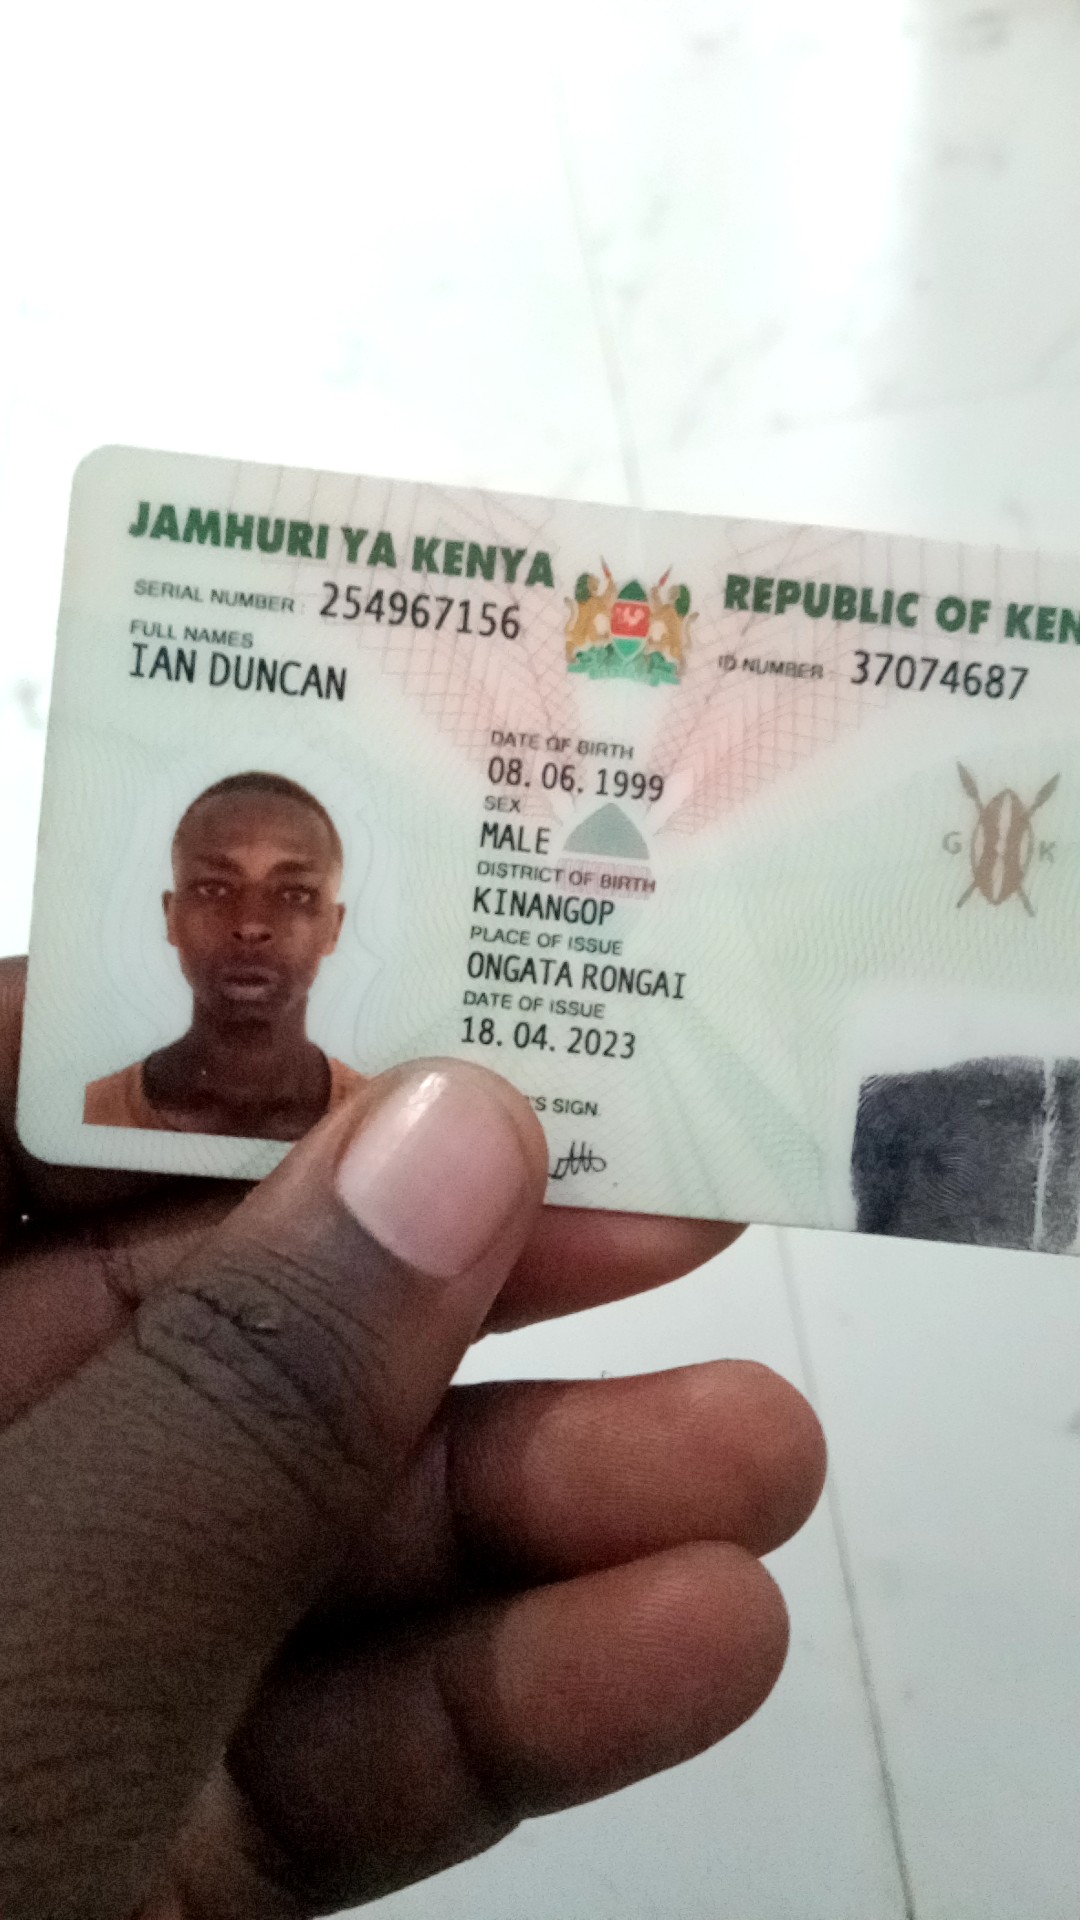 JAMHURI YA KENYA REPUBLIC OF KEN
SERIAL NUMBER : 254967156 ID NUMBER : 37074687
FULL NAMES
IAN DUNCAN
DATE OF BIRTH
08. 06. 1999
SEX
MALE
G K
DISTRICT OF BIRTH
KINANGOP
PLACE OF ISSUE
ONGATA RONGAI
DATE OF ISSUE
18. 04. 2023
'S SIGN.